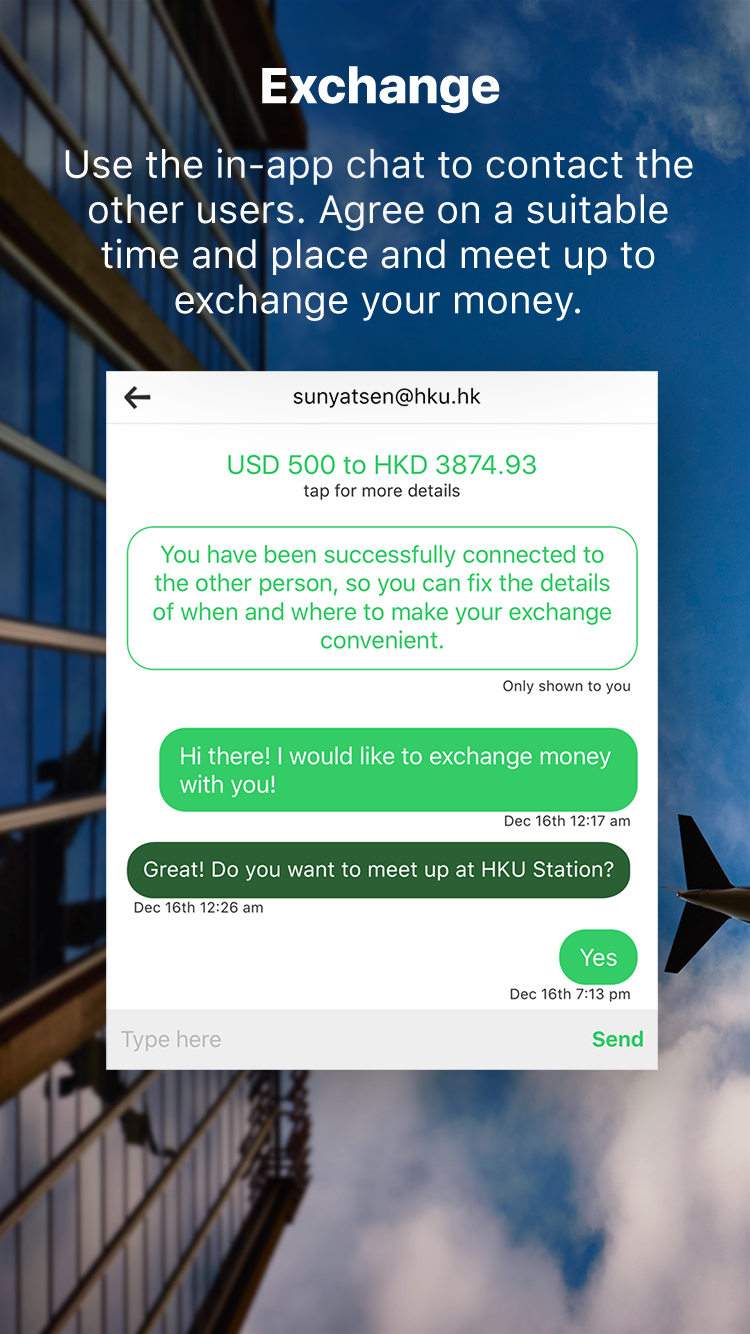 Exchange
Use the in-app chat to contact the
other users. Agree on a suitable
time and place and meet up to
exchange your money.
sunyatsen@hku.hk
USD 500 to HKD 3874.93
tap for more details
You have been successfully connected to
the other person, so you can fix the details
of when and where to make your exchange
convenient.
Only shown to you
Hi there! I would like to exchange money
with you!
Dec 16th 12:17 am
Great! Do you want to meet up at HKU Station?
Dec 16th 12:26 am
Yes
Dec 16th 7:13 pm
Type here
Send